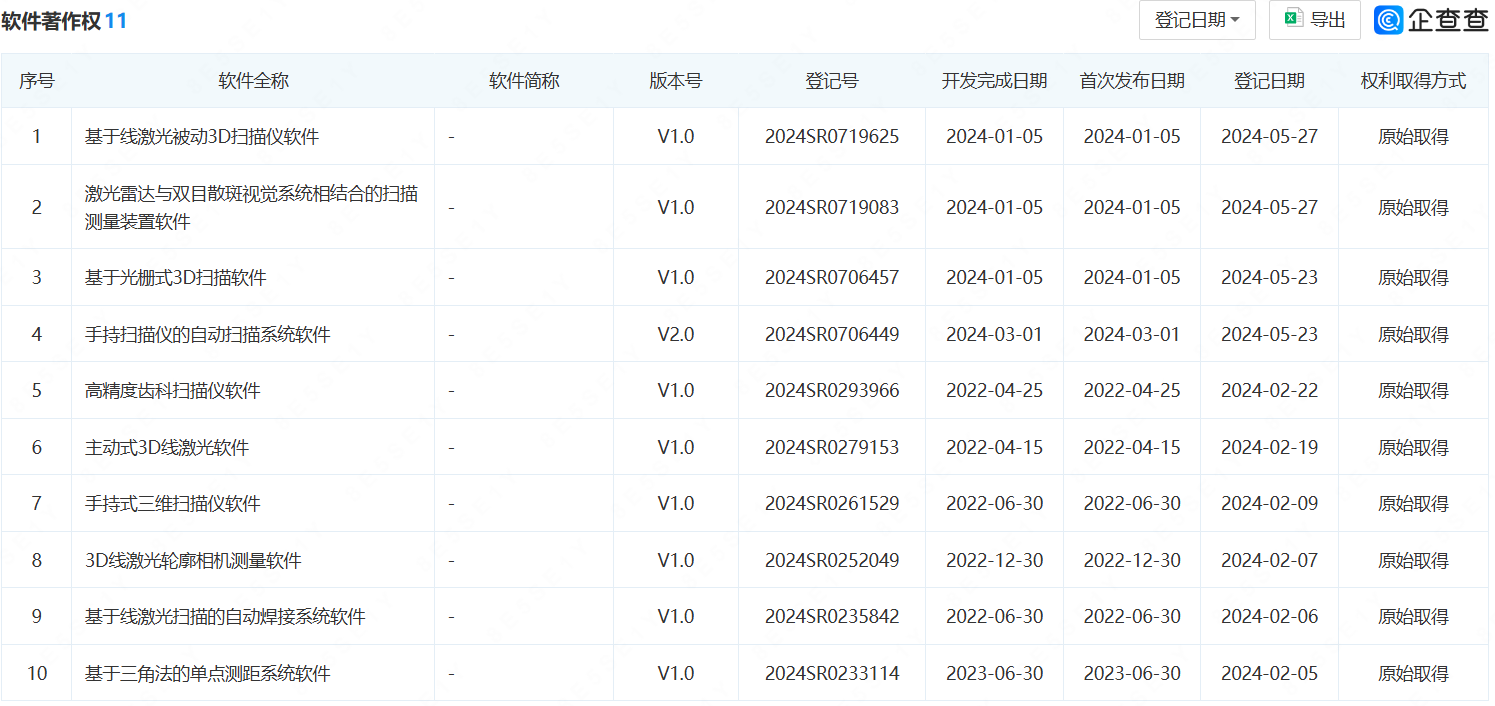 软件著作权 11
登记日期 导出 企查查
序号 软件全称 软件简称 版本号 登记号 开发完成日期 首次发布日期 登记日期 权利取得方式
1 基于线激光被动3D扫描仪软件 - V1.0 2024SR0719625 2024-01-05 2024-01-05 2024-05-27 原始取得
2 激光雷达与双目散斑视觉系统相结合的扫描
测量装置软件 - V1.0 2024SR0719083 2024-01-05 2024-01-05 2024-05-27 原始取得
3 基于光栅式3D扫描软件 - V1.0 2024SR0706457 2024-01-05 2024-01-05 2024-05-23 原始取得
4 手持扫描仪的自动扫描系统软件 - V2.0 2024SR0706449 2024-03-01 2024-03-01 2024-05-23 原始取得
5 高精度齿科扫描仪软件 - V1.0 2024SR0293966 2022-04-25 2022-04-25 2024-02-22 原始取得
6 主动式3D线激光软件 - V1.0 2024SR0279153 2022-04-15 2022-04-15 2024-02-19 原始取得
7 手持式三维扫描仪软件 - V1.0 2024SR0261529 2022-06-30 2022-06-30 2024-02-09 原始取得
8 3D线激光轮廓相机测量软件 - V1.0 2024SR0252049 2022-12-30 2022-12-30 2024-02-07 原始取得
9 基于线激光扫描的自动焊接系统软件 - V1.0 2024SR0235842 2022-06-30 2022-06-30 2024-02-06 原始取得
10 基于三角法的单点测距系统软件 - V1.0 2024SR0233114 2023-06-30 2023-06-30 2024-02-05 原始取得